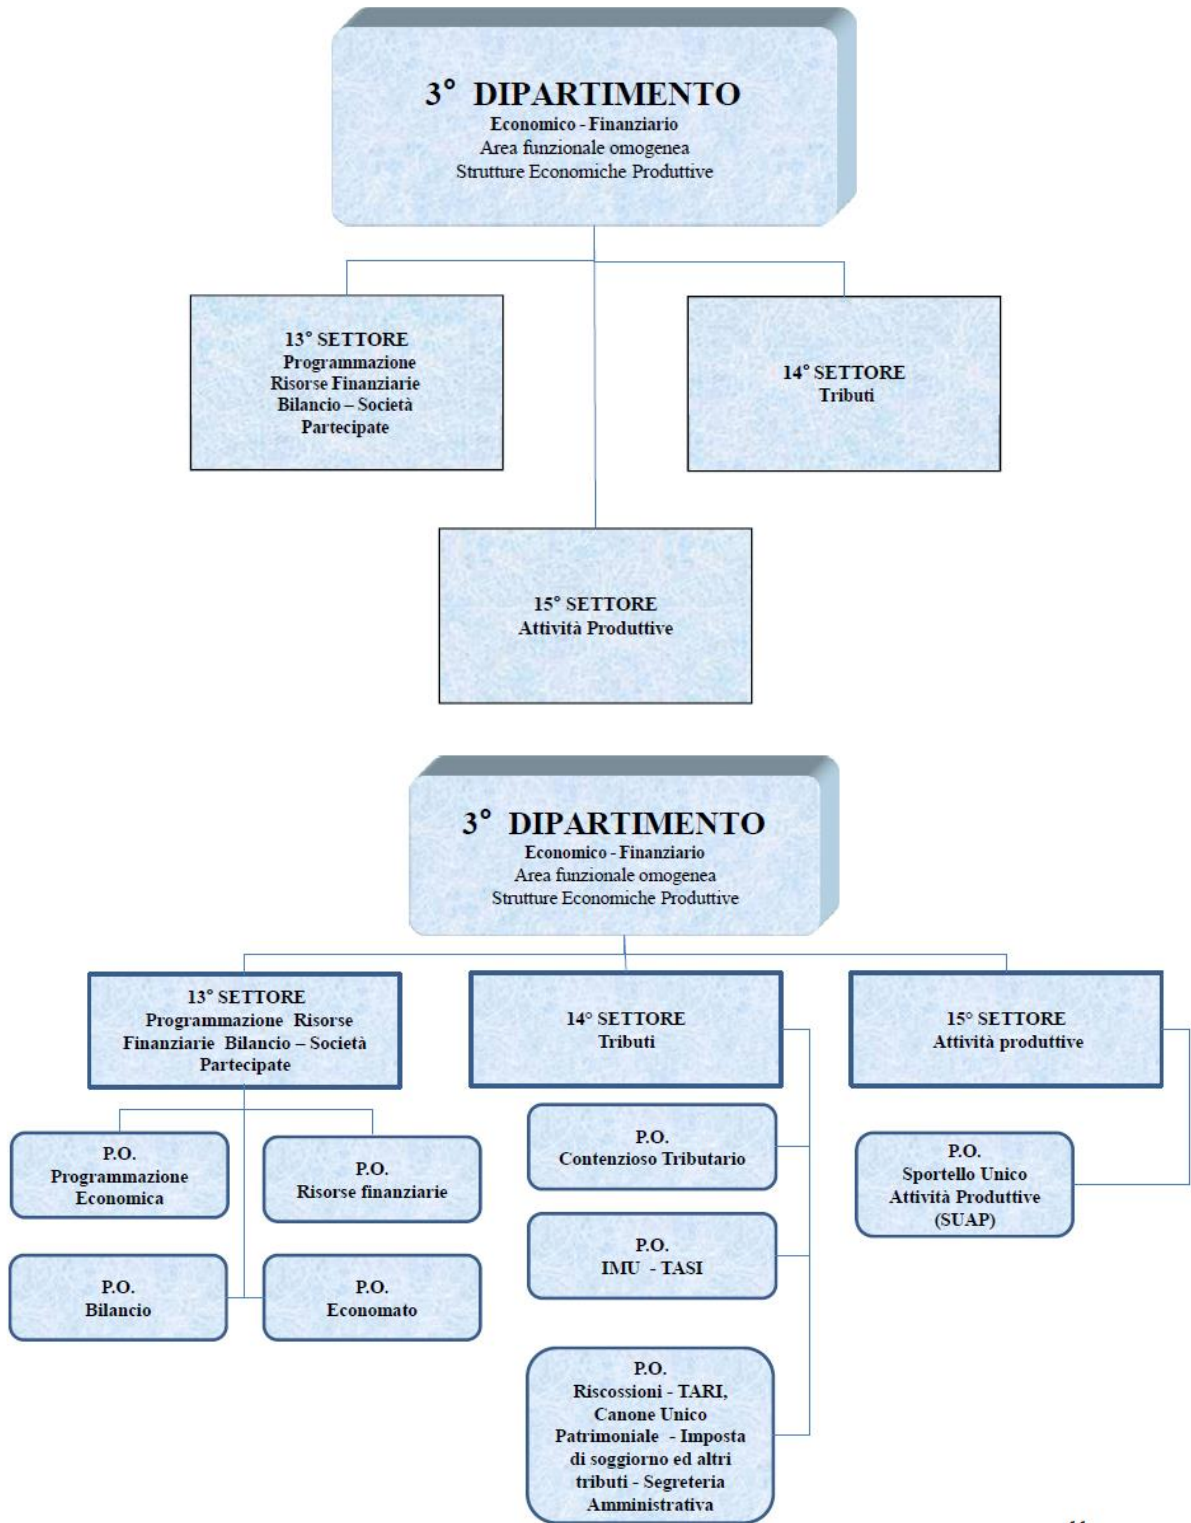 3° DIPARTIMENTO
Economico - Finanziario
Area funzionale omogenea
Strutture Economiche Produttive
13° SETTORE
Programmazione
Risorse Finanziarie
Bilancio – Società
Partecipate
14° SETTORE
Tributi
15° SETTORE
Attività Produttive
3° DIPARTIMENTO
Economico - Finanziario
Area funzionale omogenea
Strutture Economiche Produttive
13° SETTORE
Programmazione Risorse
Finanziarie Bilancio – Società
Partecipate
14° SETTORE
Tributi
15° SETTORE
Attività produttive
P.O.
Programmazione
Economica
P.O.
Risorse finanziarie
P.O.
Bilancio
P.O.
Economato
P.O.
Contenzioso Tributario
P.O.
IMU - TASI
P.O.
Riscossioni - TARI,
Canone Unico
Patrimoniale - Imposta
di soggiorno ed altri
tributi - Segreteria
Amministrativa
P.O.
Sportello Unico
Attività Produttive
(SUAP)